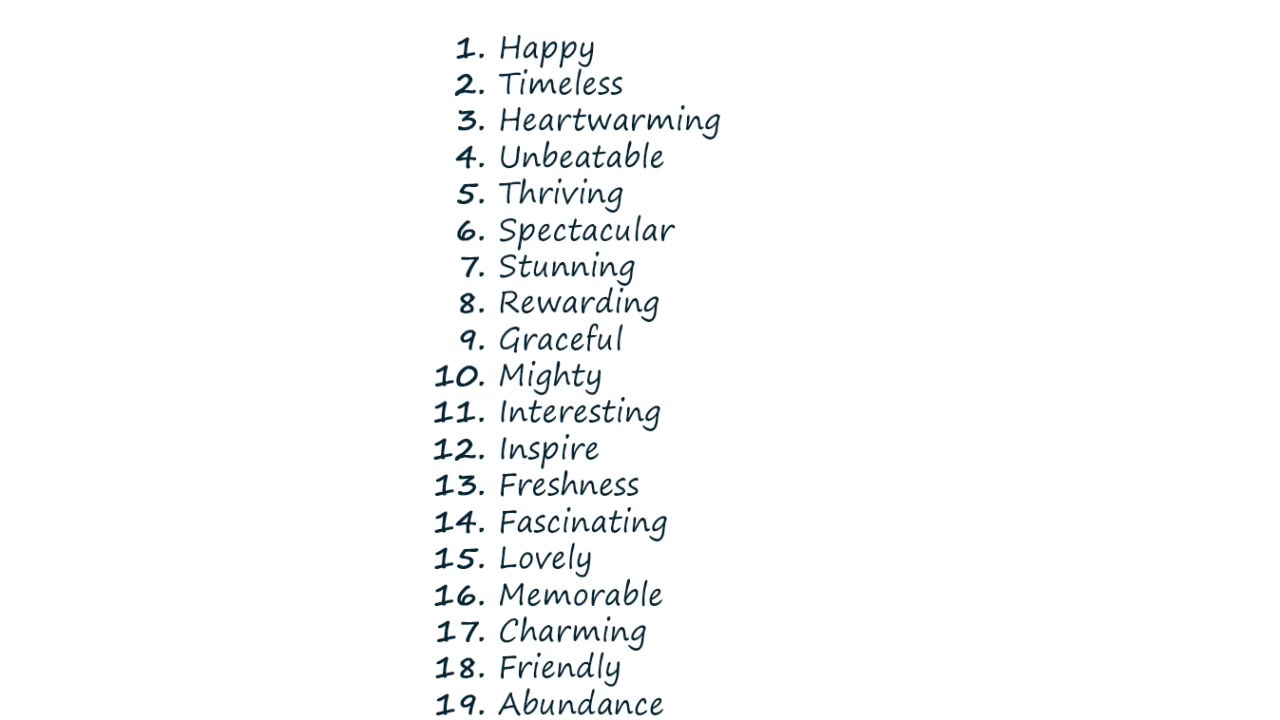 1. Happy
2. Timeless
3. Heartwarming
4. Unbeatable
5. Thriving
6. Spectacular
7. Stunning
8. Rewarding
9. Graceful
10. Mighty
11. Interesting
12. Inspire
13. Freshness
14. Fascinating
15. Lovely
16. Memorable
17. Charming
18. Friendly
19. Abundance